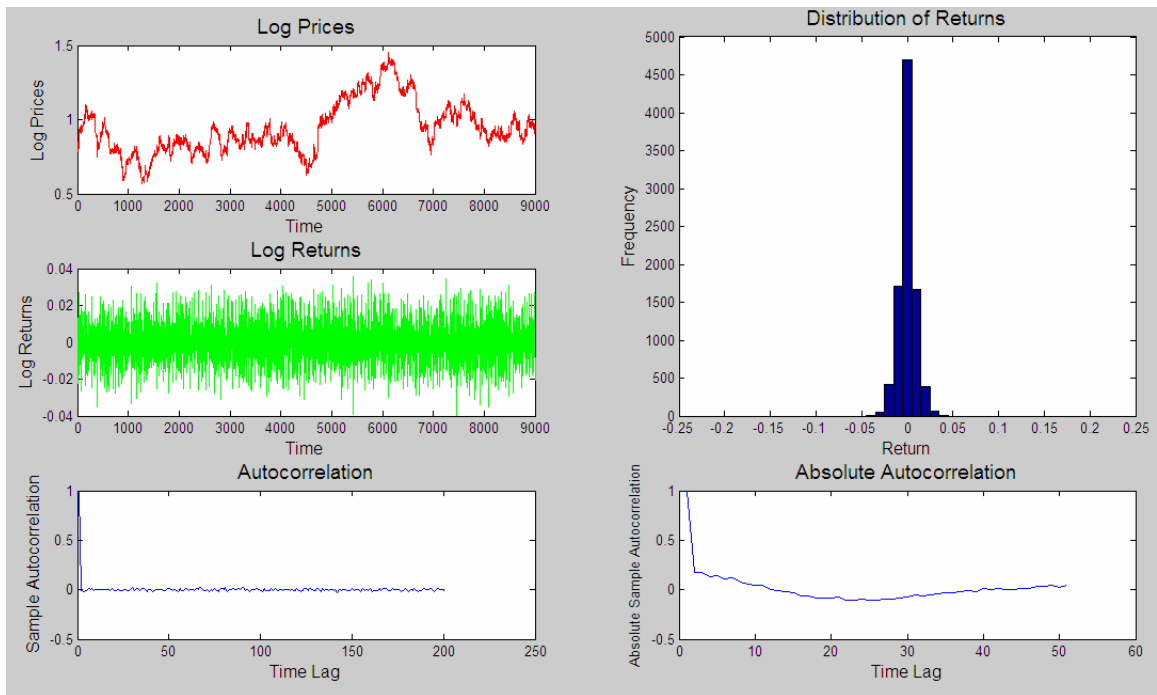 Log Prices
1.5
1
0.5
Log Prices
0 1000 2000 3000 4000 5000 6000 7000 8000 9000
Time
Log Returns
0.04
0.02
0
-0.02
-0.04
Log Returns
0 1000 2000 3000 4000 5000 6000 7000 8000 9000
Time
Autocorrelation
1
0.5
0
-0.5
Sample Autocorrelation
0 50 100 150 200 250
Time Lag
Distribution of Returns
5000
4500
4000
3500
3000
2500
2000
1500
1000
500
0
Frequency
-0.25 -0.2 -0.15 -0.1 -0.05 0 0.05 0.1 0.15 0.2 0.25
Return
Absolute Autocorrelation
1
0.5
0
-0.5
Absolute Sample Autocorrelation
0 10 20 30 40 50 60
Time Lag